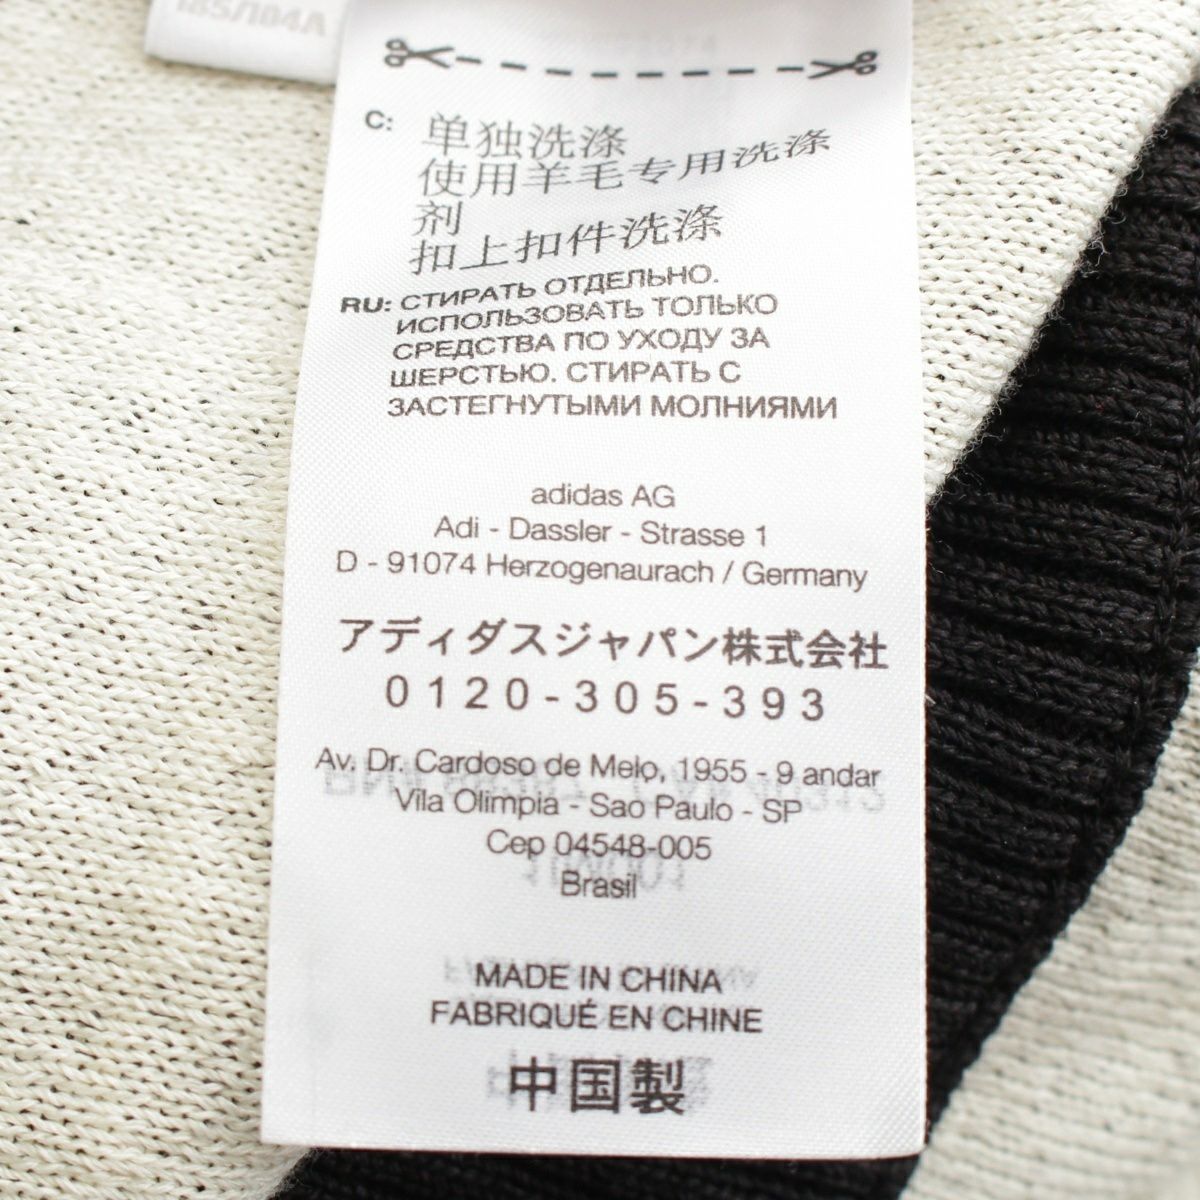 185/104A
C: 单独洗涤
使用羊毛专用洗涤
剂
扣上扣件洗涤
RU: СТИРАТЬ ОТДЕЛЬНО.
ИСПОЛЬЗОВАТЬ ТОЛЬКО
СРЕДСТВА ПО УХОДУ ЗА
ШЕРСТЬЮ. СТИРАТЬ С
ЗАСТЕГНУТЫМИ МОЛНИЯМИ
adidas AG
Adi - Dassler - Strasse 1
D - 91074 Herzogenaurach / Germany
アディダスジャパン株式会社
0120-305-393
Av. Dr. Cardoso de Melo, 1955 - 9 andar
Vila Olimpia - Sao Paulo - SP
Cep 04548-005
Brasil
MADE IN CHINA
FABRIQUÉ EN CHINE
中国製